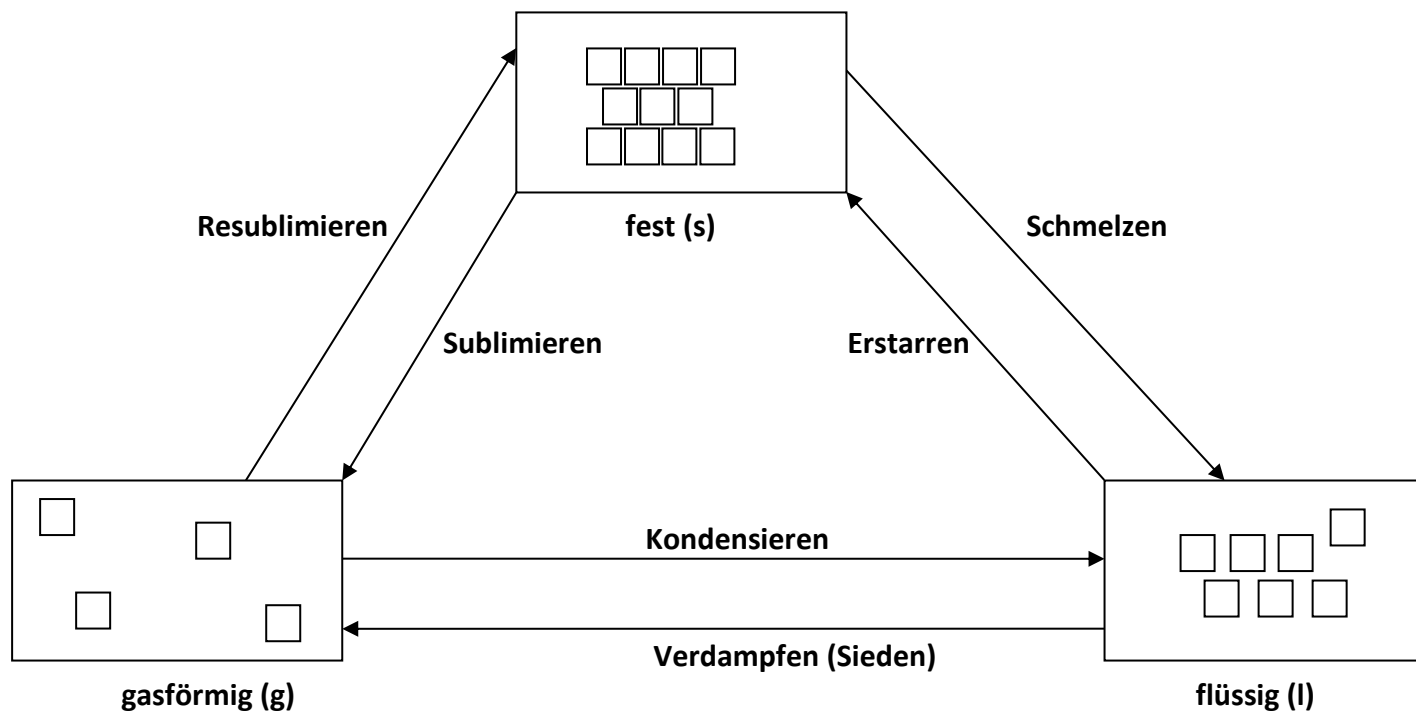 Resublimieren
fest (s)
Schmelzen
Sublimieren
Erstarren
Kondensieren
Verdampfen (Sieden)
gasförmig (g)
flüssig (l)